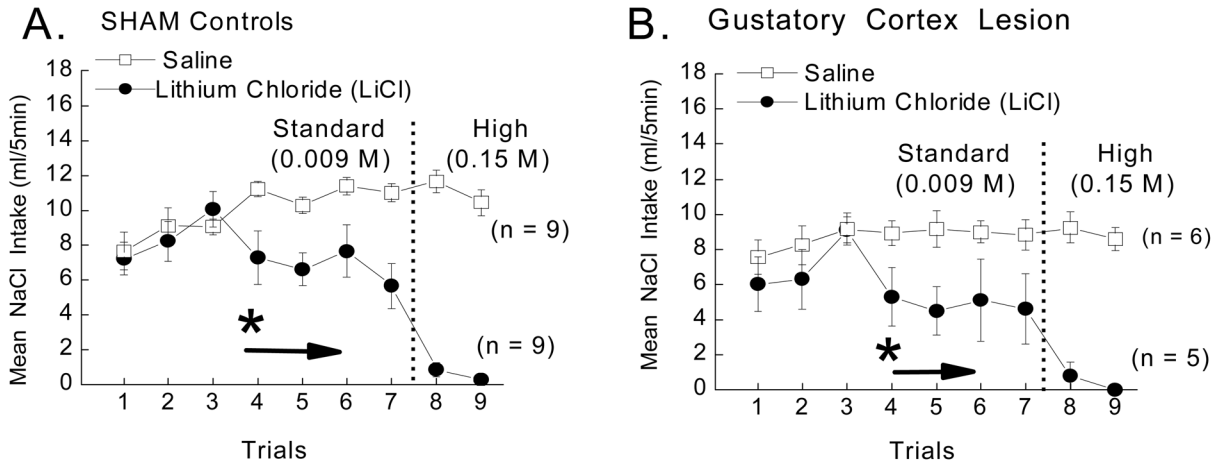 A. SHAM Controls
Saline
Lithium Chloride (LiCl)
Standard
(0.009 M)
High
(0.15 M)
Mean NaCl Intake (ml/5min)
18
16
14
12
10
8
6
4
2
0
(n = 9)
*
(n = 9)
1 2 3 4 5 6 7 8 9
Trials
B. Gustatory Cortex Lesion
Saline
Lithium Chloride (LiCl)
Standard
(0.009 M)
High
(0.15 M)
Mean NaCl Intake (ml/5min)
18
16
14
12
10
8
6
4
2
0
(n = 6)
*
(n = 5)
1 2 3 4 5 6 7 8 9
Trials